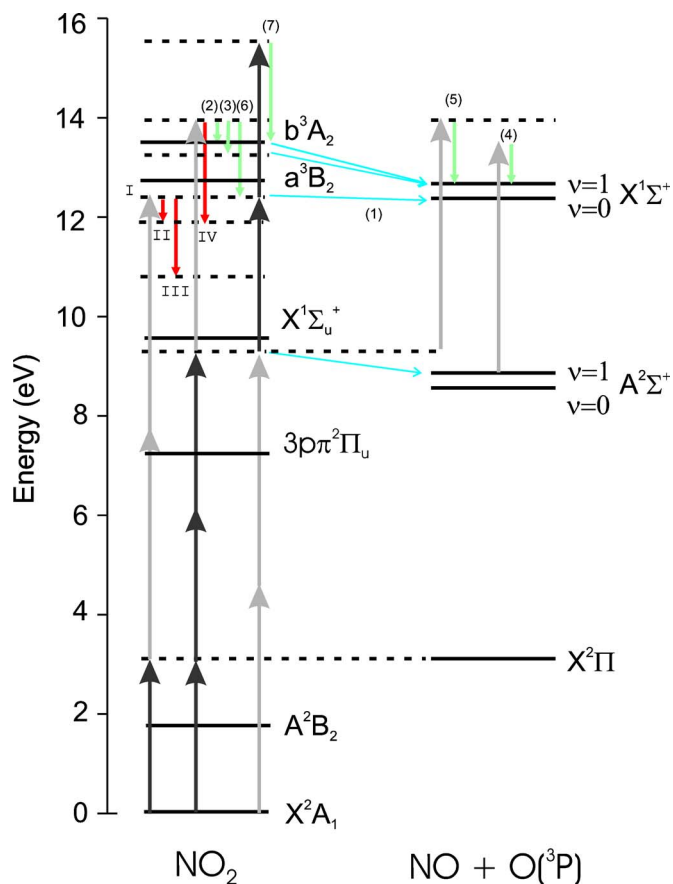 16
(7)
14
(2)
(3)
(6)
(5)
(4)
b³A₂
a³B₂
I
12
II
IV
III
(1)
ν=1
X¹Σ⁺
ν=0
10
X¹Σᵤ⁺
8
ν=1
A²Σ⁺
ν=0
3pπ²Πᵤ
Energy (eV)
6
4
X²Π
2
A²B₂
0
X²A₁
NO₂
NO + O(³P)